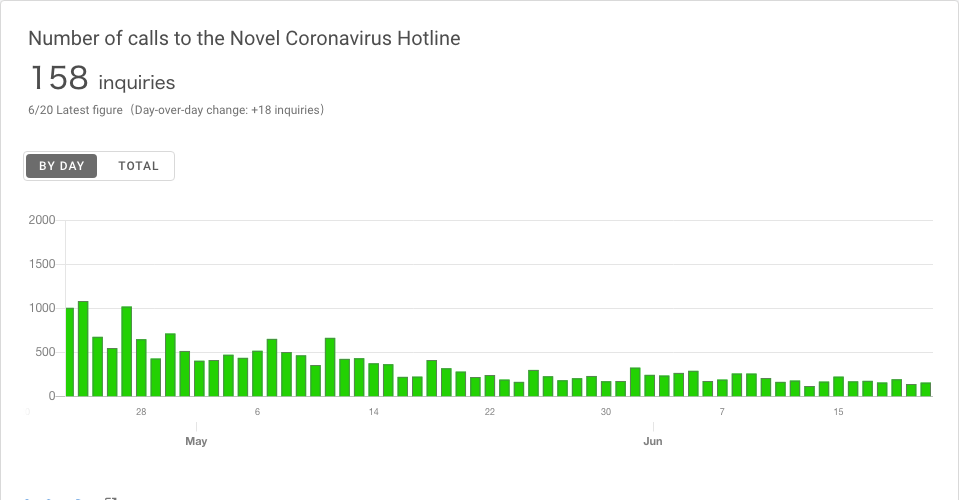 Number of calls to the Novel Coronavirus Hotline
158 inquiries
6/20 Latest figure（Day-over-day change: +18 inquiries）
BY DAY TOTAL
2000
1500
1000
500
0
28 6 14 22 30 7 15
May Jun